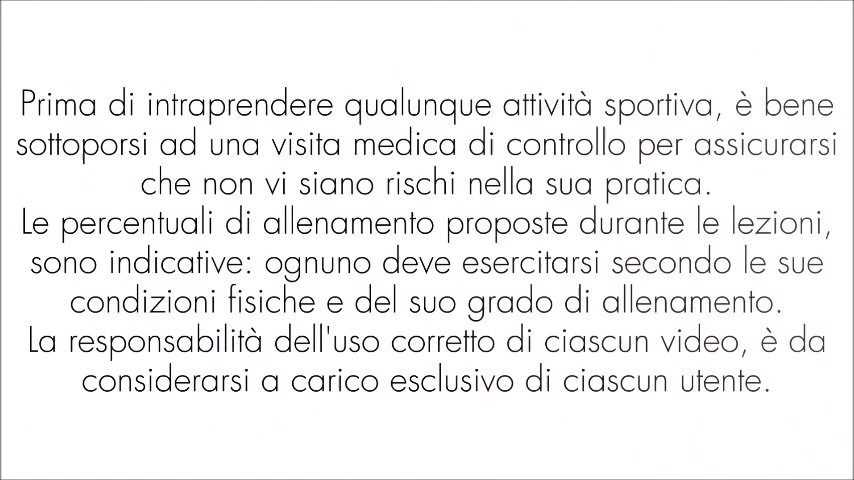 Prima di intraprendere qualunque attività sportiva, è bene
sottoporsi ad una visita medica di controllo per assicurarsi
che non vi siano rischi nella sua pratica.
Le percentuali di allenamento proposte durante le lezioni,
sono indicative: ognuno deve esercitarsi secondo le sue
condizioni fisiche e del suo grado di allenamento.
La responsabilità dell'uso corretto di ciascun video, è da
considerarsi a carico esclusivo di ciascun utente.